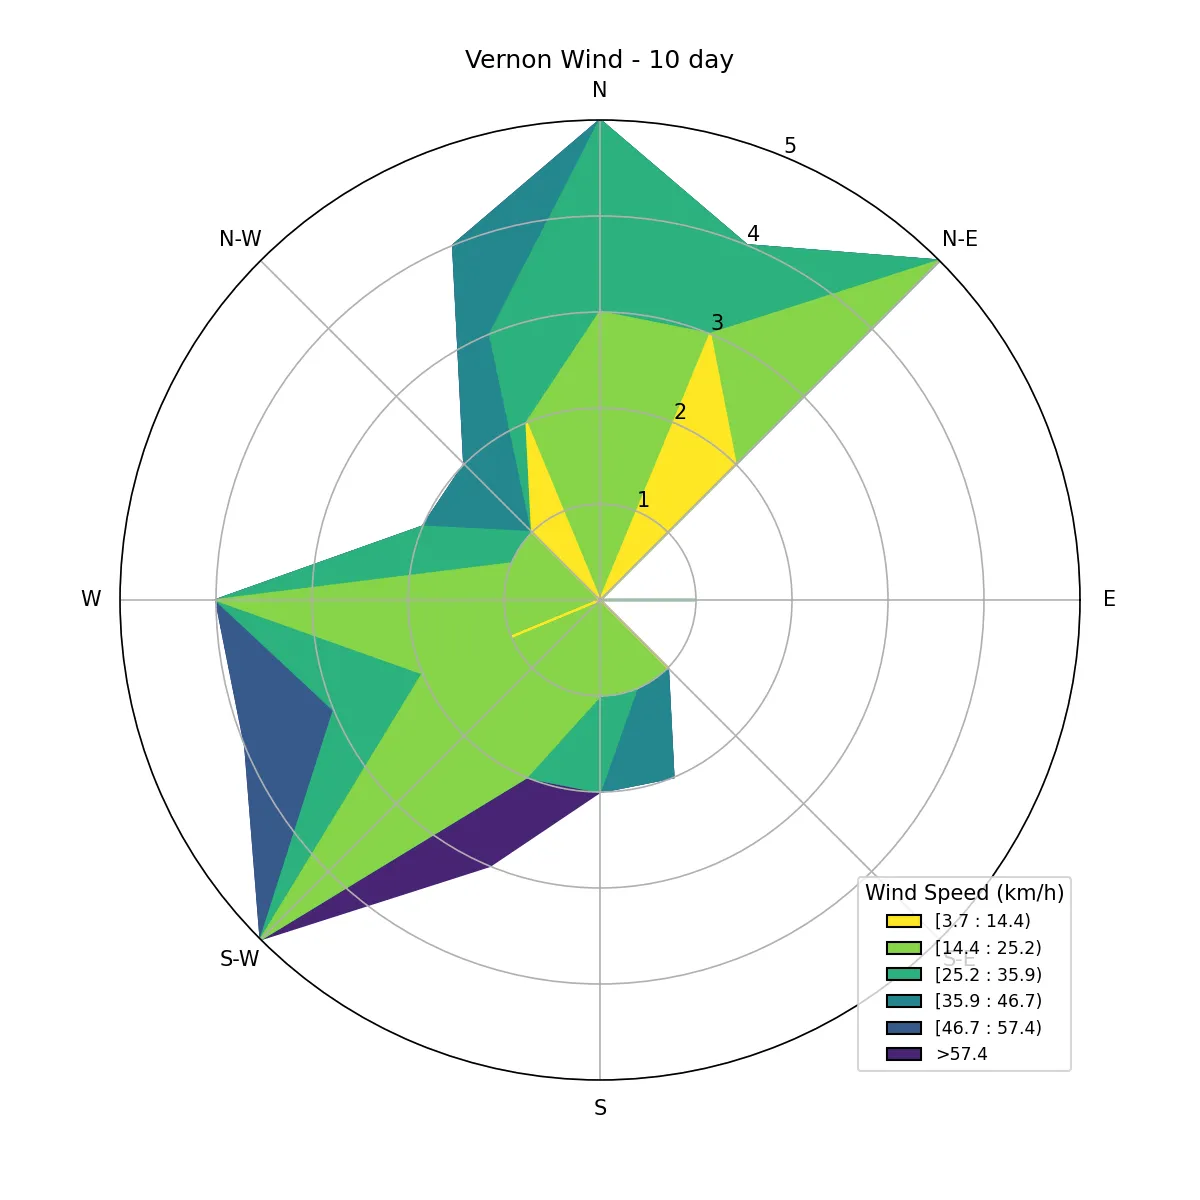 Vernon Wind - 10 day
N
5
N-W
4
N-E
3
2
1
W
E
Wind Speed (km/h)
[3.7 : 14.4)
[14.4 : 25.2)
S-E
[25.2 : 35.9)
[35.9 : 46.7)
[46.7 : 57.4)
>57.4
S-W
S